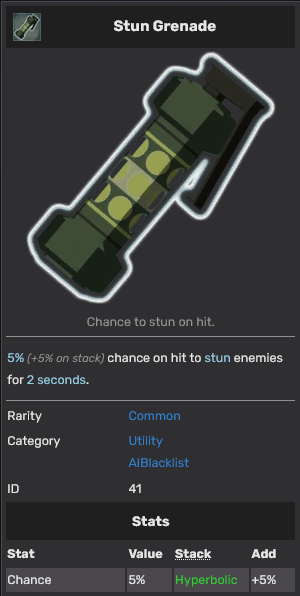 Stun Grenade
Chance to stun on hit.
5% (+5% on stack) chance on hit to stun enemies
for 2 seconds.
Rarity Common
Category Utility
AIBlacklist
ID 41
Stats
Stat Value Stack Add
Chance 5% Hyperbolic +5%